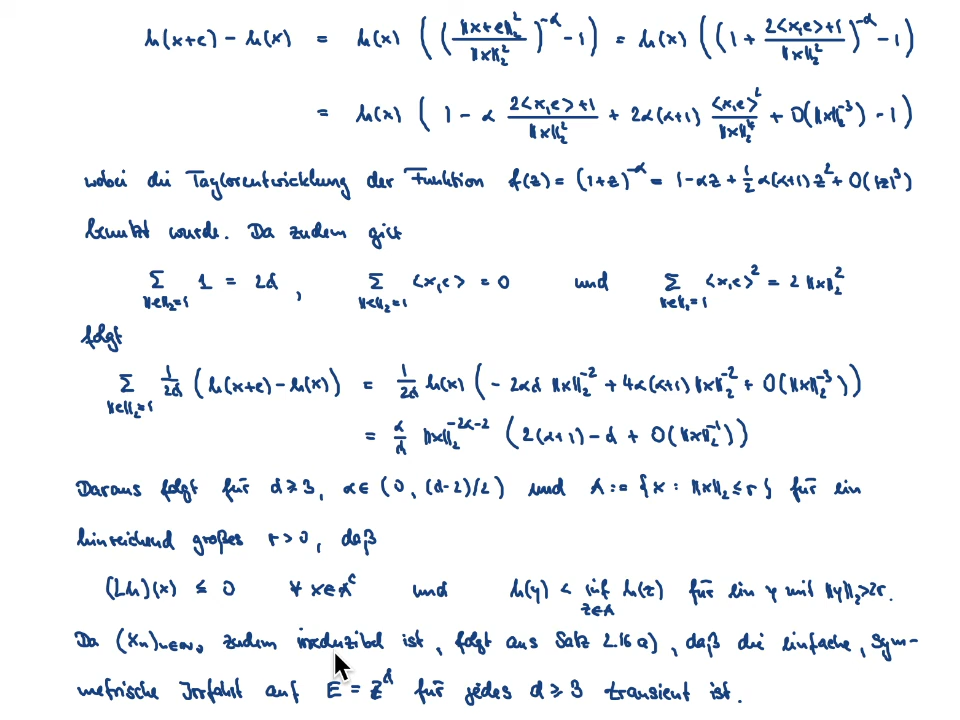 h(x+e) - h(x) = h(x) ( ( ‖x+e‖₂² / ‖x‖₂² )^{-α} - 1 ) = h(x) ( ( 1 + (2<x,e>+1) / ‖x‖₂² )^{-α} - 1 )
= h(x) ( 1 - α (2<x,e>+1) / ‖x‖₂² + 2α(α+1) <x,e>² / ‖x‖₂⁴ + O(‖x‖₂^{-3}) - 1 )
wobei die Taylorentwicklung der Funktion f(z) = (1+z)^{-α} = 1-αz + ½ α(α+1) z² + O(|z|³)
benutzt wurde. Da zudem gilt
∑_{‖e‖₂=1} 1 = 2d , ∑_{‖e‖₂=1} <x,e> = 0 und ∑_{‖e‖₂=1} <x,e>² = 2 ‖x‖₂²
folgt
∑_{‖e‖₂=1} 1/2d ( h(x+e) - h(x) ) = 1/2d h(x) ( - 2αd ‖x‖₂^{-2} + 4α(α+1) ‖x‖₂^{-2} + O(‖x‖₂^{-3}) )
= α/d ‖x‖₂^{-2α-2} ( 2(α+1) - d + O(‖x‖₂^{-1}) )
Daraus folgt für d ≥ 3, α ∈ (0, (d-2)/2) und A := { x : ‖x‖₂ ≤ r } für ein
hinreichend großes r > 0, daß
(Lh)(x) ≤ 0 ∀ x ∈ A^c und h(y) < inf_{z∈A} h(z) für ein y mit ‖y‖₂ > 2r.
Da (Xₙ)_{n∈ℕ₀} zudem irreduzibel ist, folgt aus Satz 2.16 a), daß die einfache, sym-
metrische Irrfahrt auf E = ℤ^d für jedes d ≥ 3 transient ist.